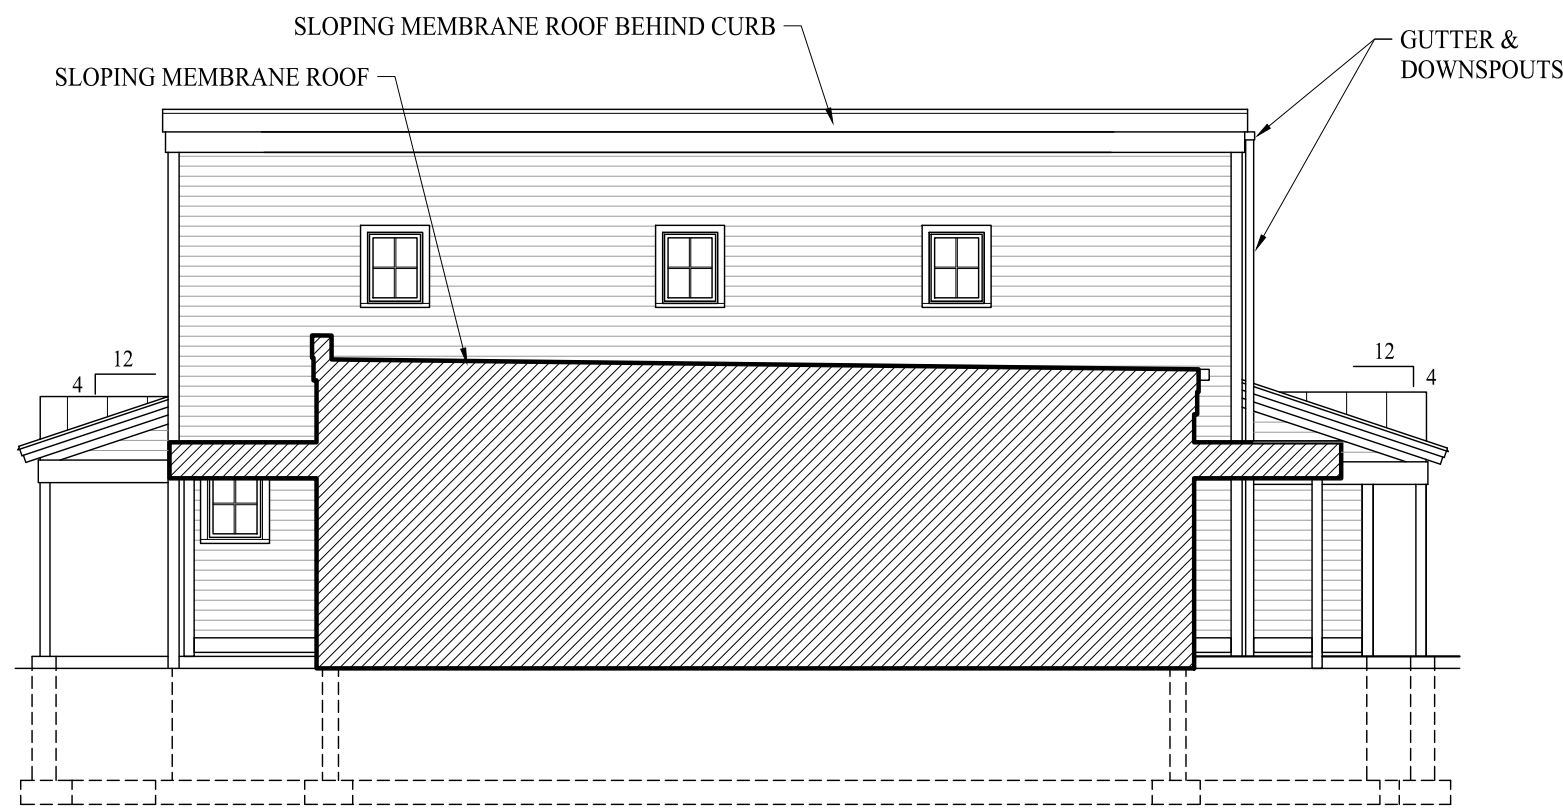 SLOPING MEMBRANE ROOF BEHIND CURB
GUTTER &
DOWNSPOUTS
SLOPING MEMBRANE ROOF
12
4
12
4